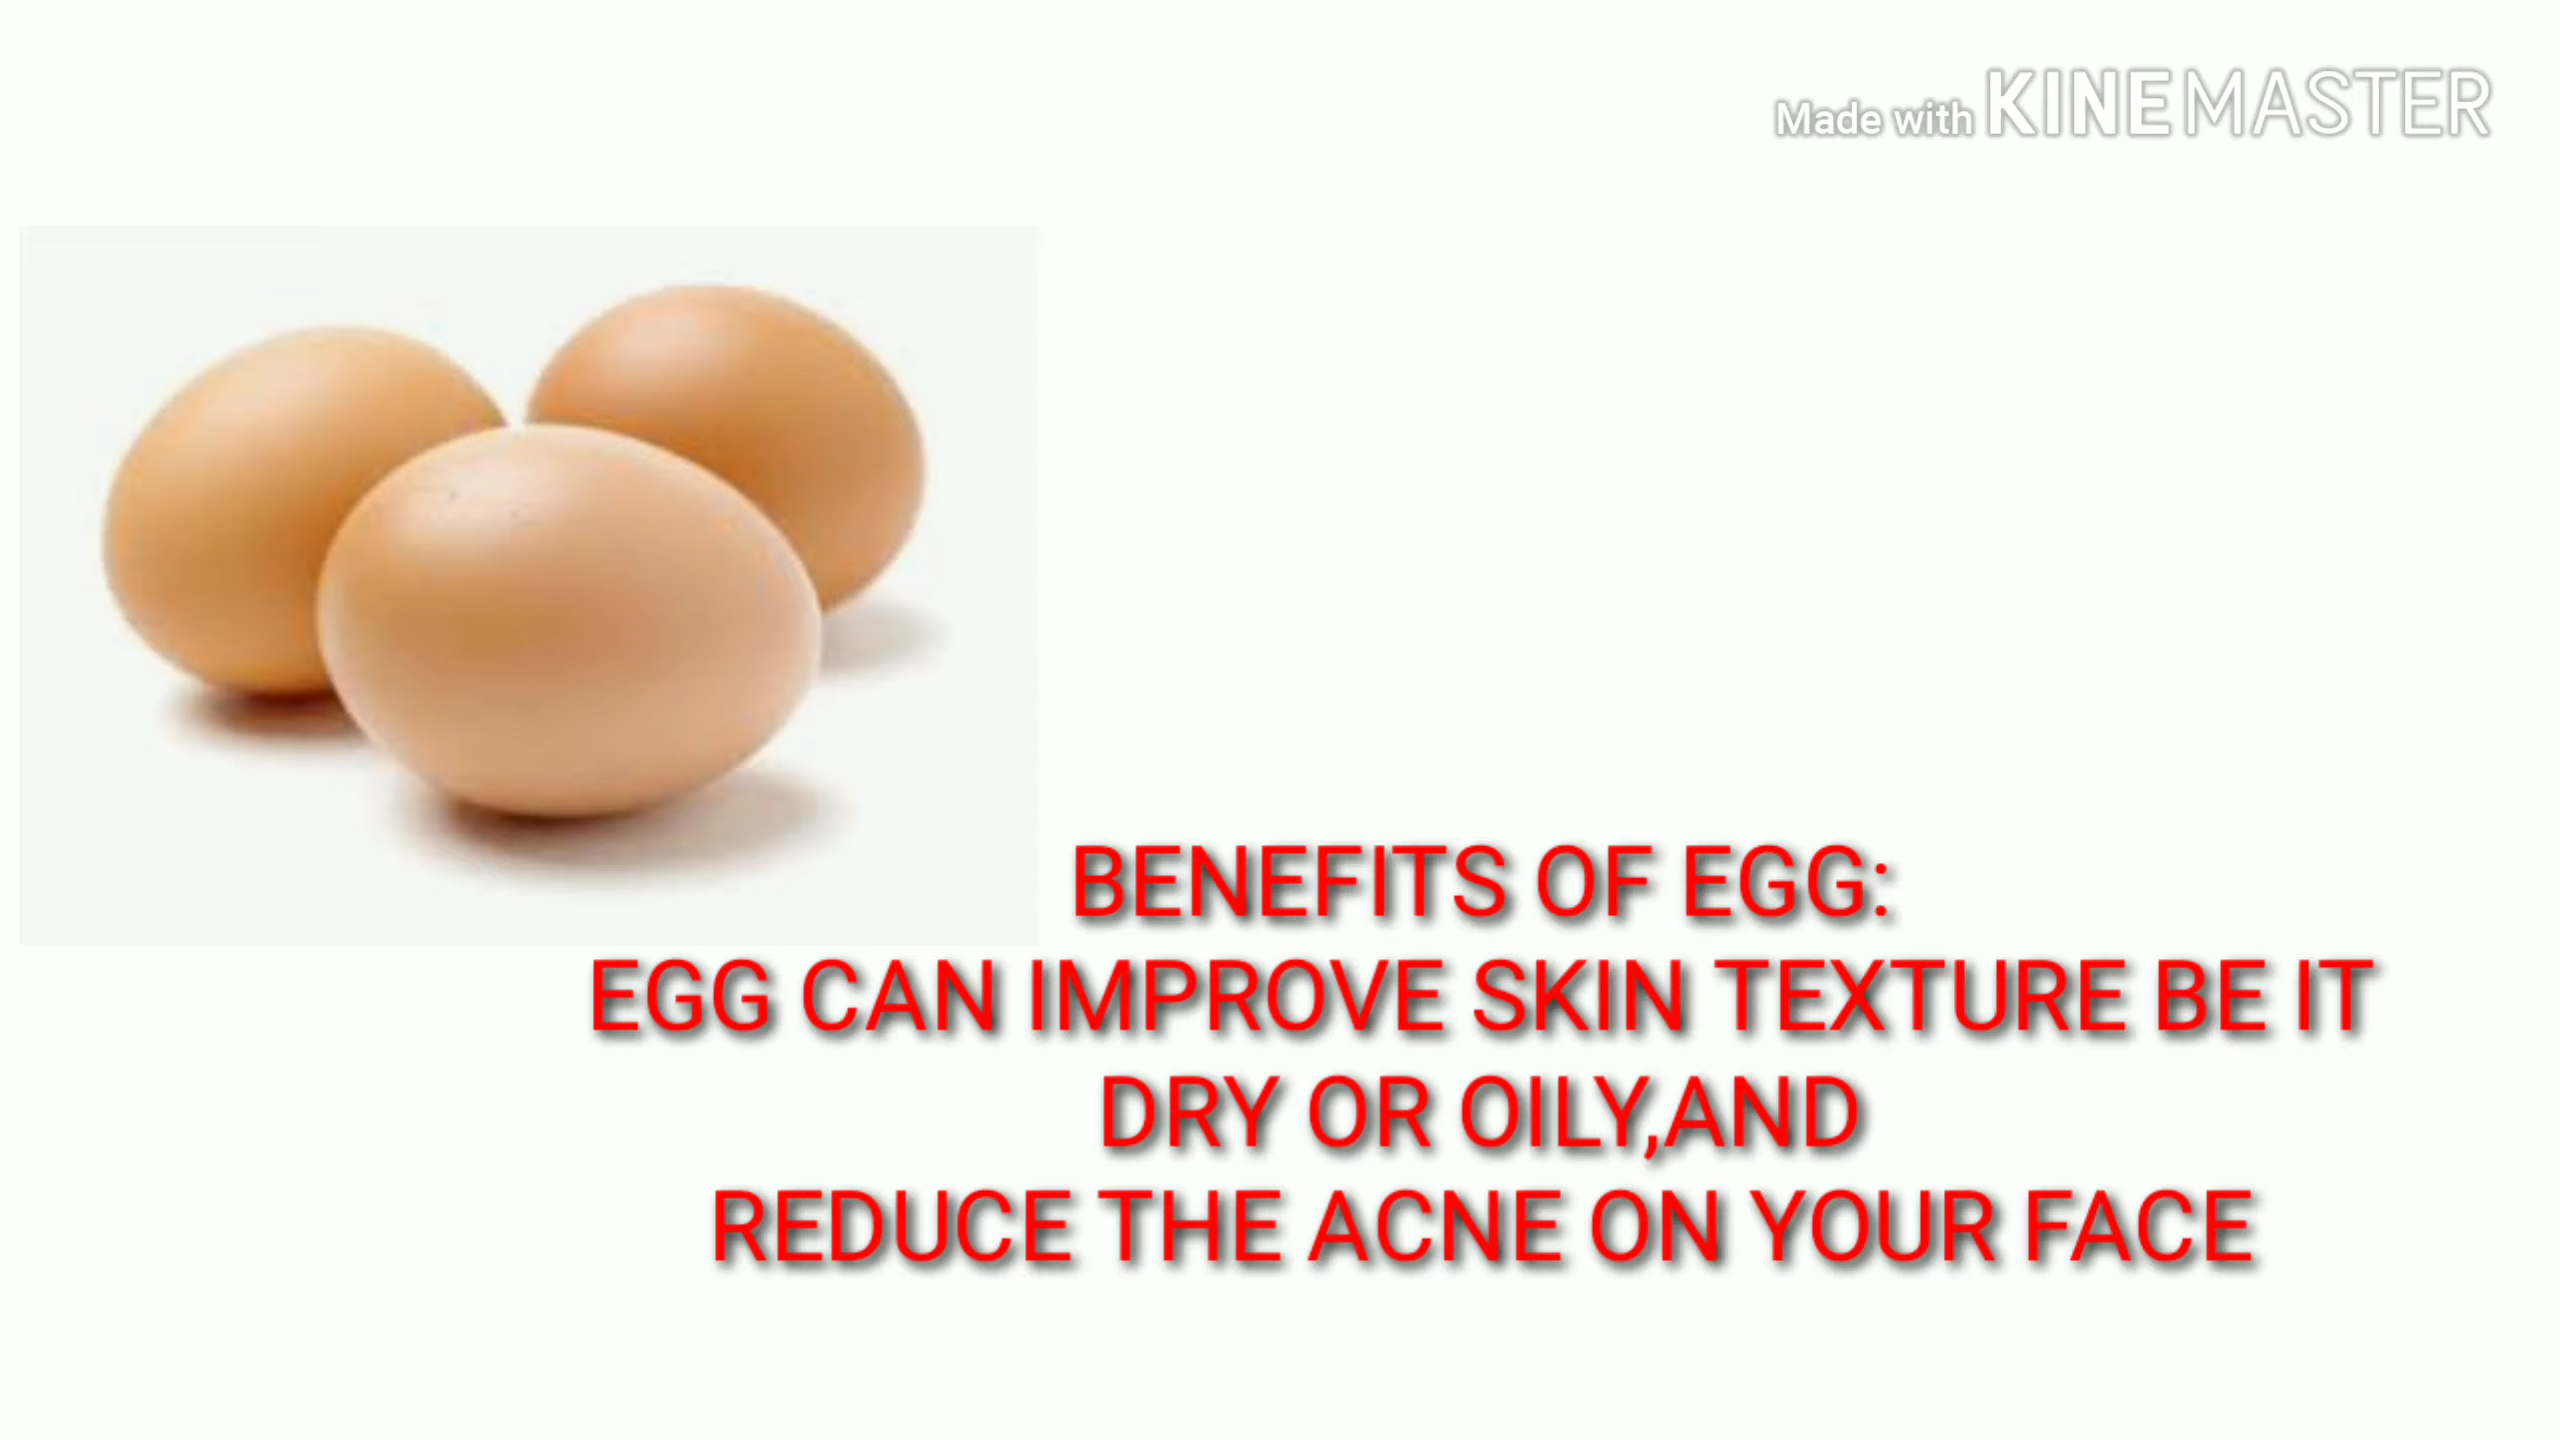 Made with KINEMASTER
BENEFITS OF EGG:
EGG CAN IMPROVE SKIN TEXTURE BE IT
DRY OR OILY,AND
REDUCE THE ACNE ON YOUR FACE